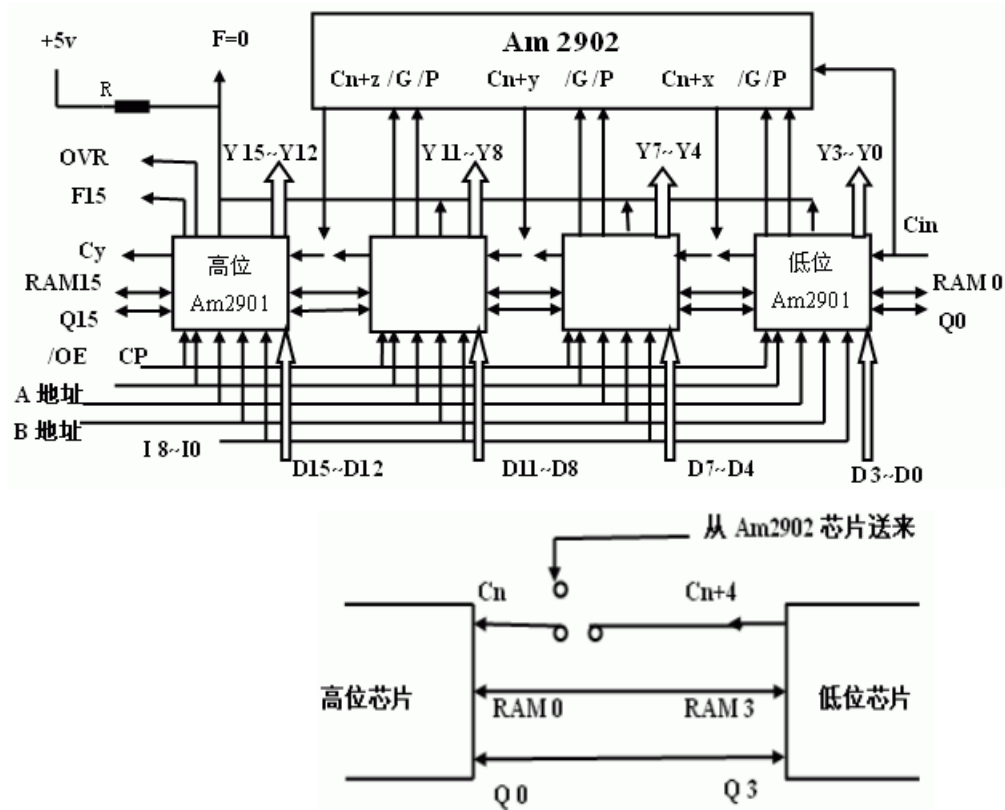 +5v
F=0
Am 2902
R
Cn+z /G /P
Cn+y /G /P
Cn+x /G /P
OVR
Y 15~Y12
Y 11~Y8
Y7~Y4
Y3~Y0
F15
Cin
Cy
高位
Am2901
低位
Am2901
RAM15
RAM 0
Q15
Q0
/OE
CP
A 地址
B 地址
I 8~I0
D15~D12
D11~D8
D7~D4
D 3~D0
从 Am2902 芯片送来
Cn
Cn+4
高位芯片
RAM 0
RAM 3
低位芯片
Q 0
Q 3